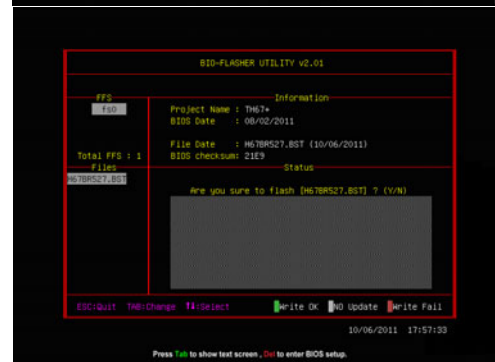 BIO-FLASHER UTILITY v2.01
FFS
fs0
Total FFS : 1
Files
H67BR527.BST
Information
Project Name : TH67+
BIOS Date : 08/02/2011
File Date : H67BR527.BST (10/06/2011)
BIOS checksum: 21E9
Status
Are you sure to flash [H67BR527.BST] ? (Y/N)
ESC:Quit TAB:Change ↑↓:Select Write OK NO Update Write Fail
10/06/2011 17:57:33
Press Tab to show text screen , Del to enter BIOS setup.